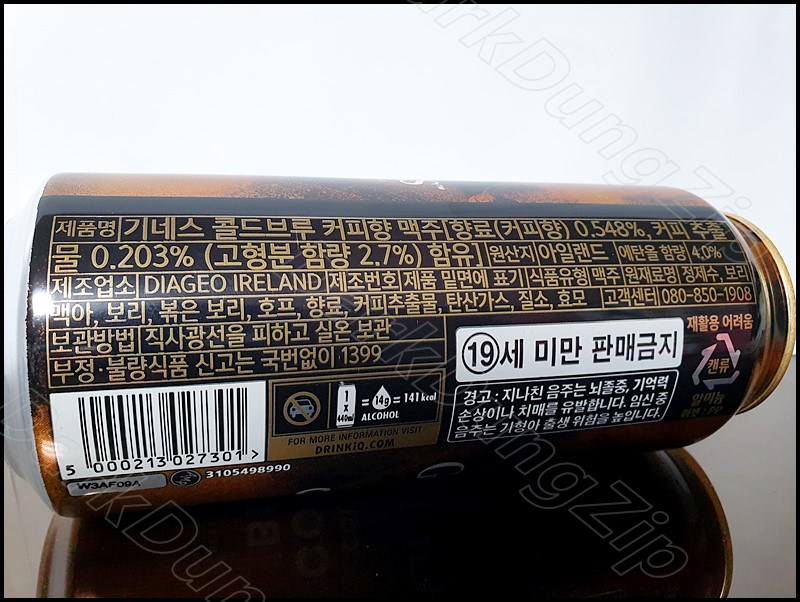 제품명 기네스 콜드브루 커피향 맥주 향료(커피향) 0.548%, 커피 추출
물 0.203% (고형분 함량 2.7%) 함유 원산지 아일랜드 에탄올 함량 4.0%
제조업소 DIAGEO IRELAND 제조번호 제품 밑면에 표기 식품유형 맥주 원재료명 정제수, 보리
맥아, 보리, 볶은 보리, 호프, 향료, 커피추출물, 탄산가스, 질소, 효모 고객센터 080-850-1908
보관방법 직사광선을 피하고 실온 보관
부정·불량식품 신고는 국번없이 1399
19세 미만 판매금지
재활용 어려움
캔류
알미늄
PP
경고 : 지나친 음주는 뇌졸중, 기억력
손상이나 치매를 유발합니다. 임신 중
음주는 기형아 출생 위험을 높입니다.
1 x 440ml = 14g ALCOHOL = 141 kcal
FOR MORE INFORMATION VISIT
DRINKiQ.COM
5 000213 027301 >
W3AF09A
3105498990
DarkDungZip